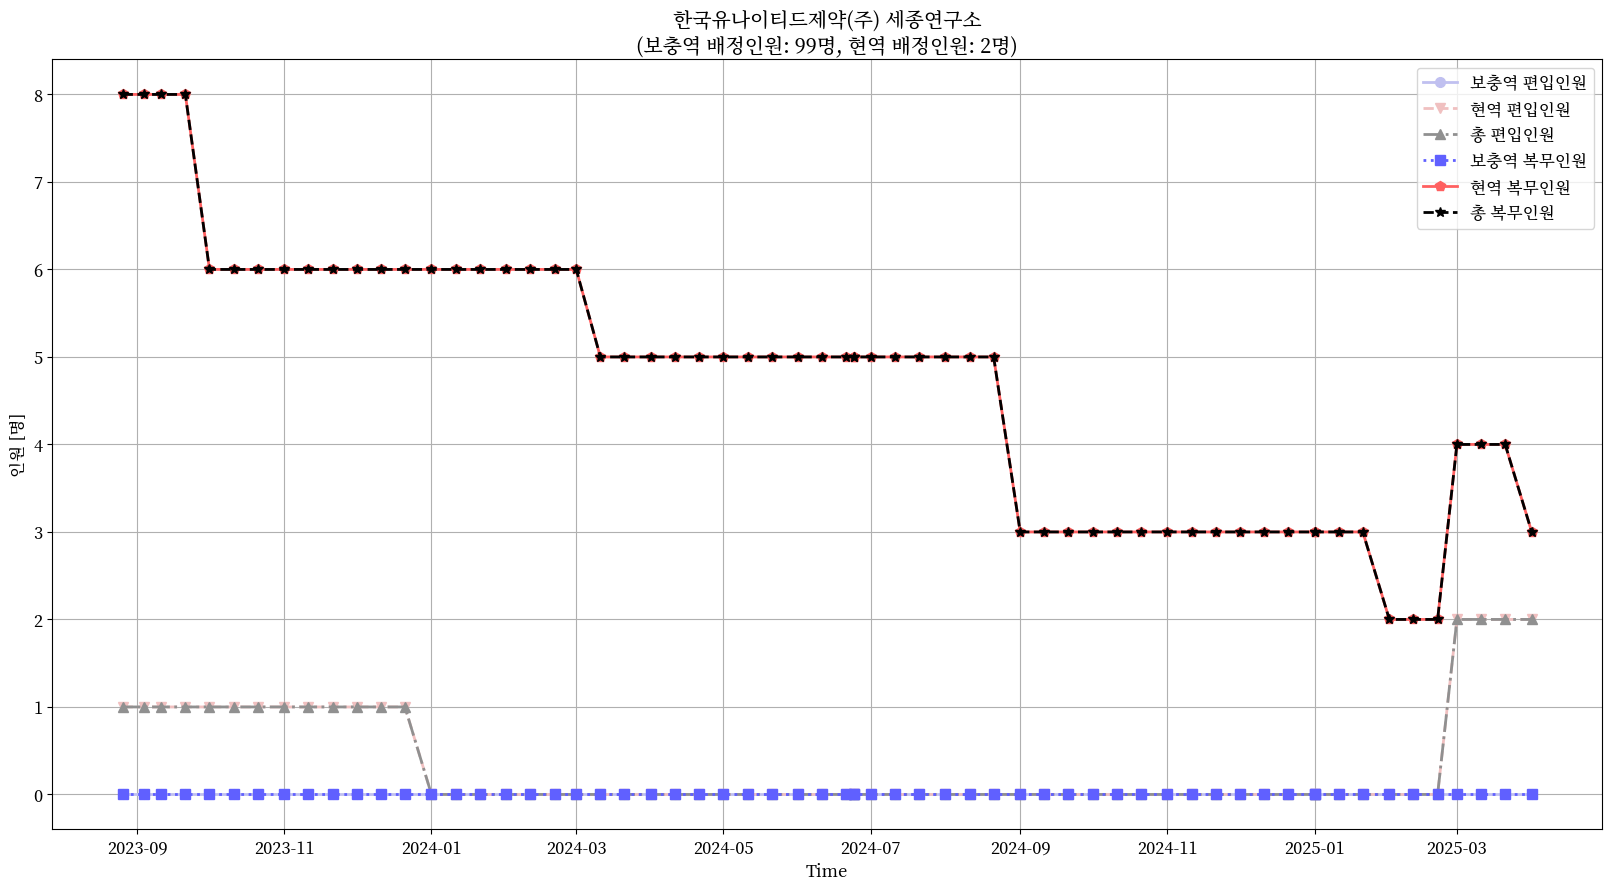 한국유나이티드제약(주) 세종연구소
(보충역 배정인원: 99명, 현역 배정인원: 2명)
보충역 편입인원
현역 편입인원
총 편입인원
보충역 복무인원
현역 복무인원
총 복무인원
인원 [명]
8
7
6
5
4
3
2
1
0
2023-09
2023-11
2024-01
2024-03
2024-05
2024-07
2024-09
2024-11
2025-01
2025-03
Time